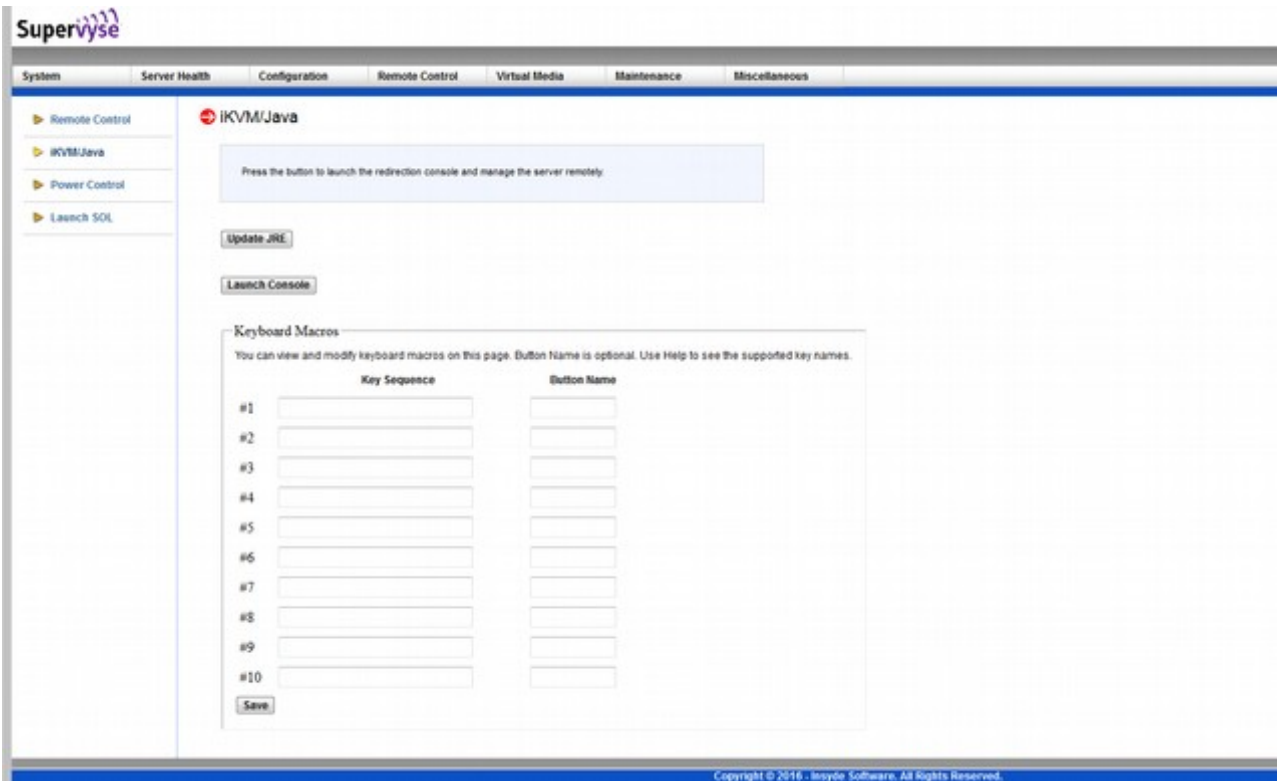 Supervyse
System Server Health Configuration Remote Control Virtual Media Maintenance Miscellaneous
Remote Control
iKVM/Java
Power Control
Launch SOL
iKVM/Java
Press the button to launch the redirection console and manage the server remotely.
Update JRE
Launch Console
Keyboard Macros
You can view and modify keyboard macros on this page. Button Name is optional. Use Help to see the supported key names.
Key Sequence Button Name
#1
#2
#3
#4
#5
#6
#7
#8
#9
#10
Save
Copyright © 2016 - Insyde Software. All Rights Reserved.